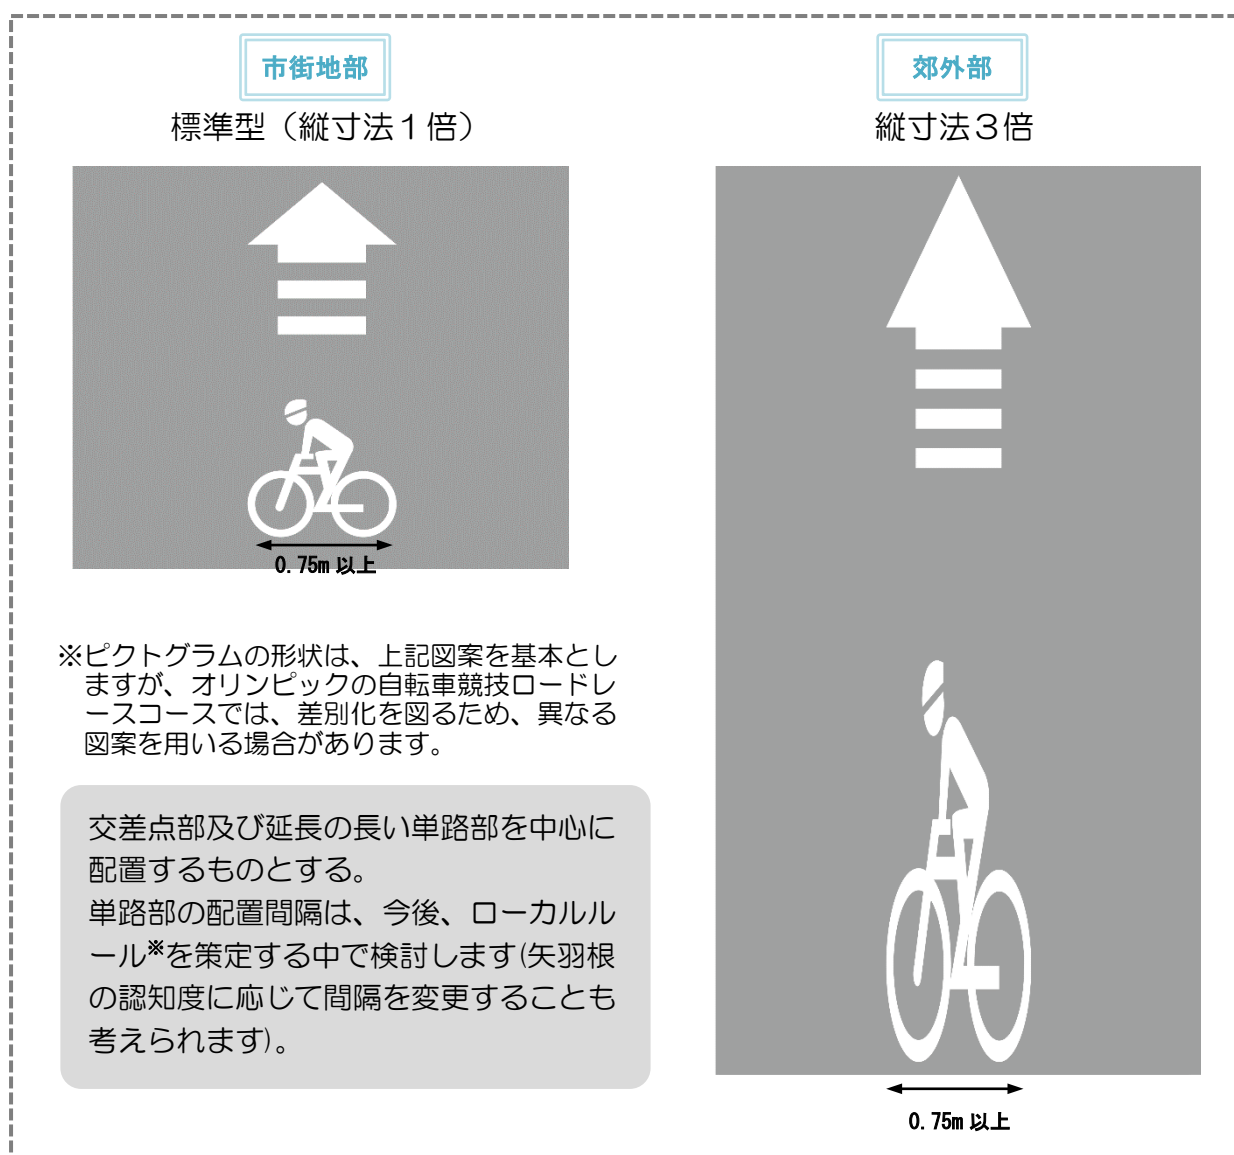 市街地部
標準型（縦寸法１倍）
0.75m 以上
※ピクトグラムの形状は、上記図案を基本とし
ますが、オリンピックの自転車競技ロードレ
ースコースでは、差別化を図るため、異なる
図案を用いる場合があります。
交差点部及び延長の長い単路部を中心に
配置するものとする。
単路部の配置間隔は、今後、ローカルル
ール※を策定する中で検討します(矢羽根
の認知度に応じて間隔を変更することも
考えられます)。
郊外部
縦寸法３倍
0.75m 以上